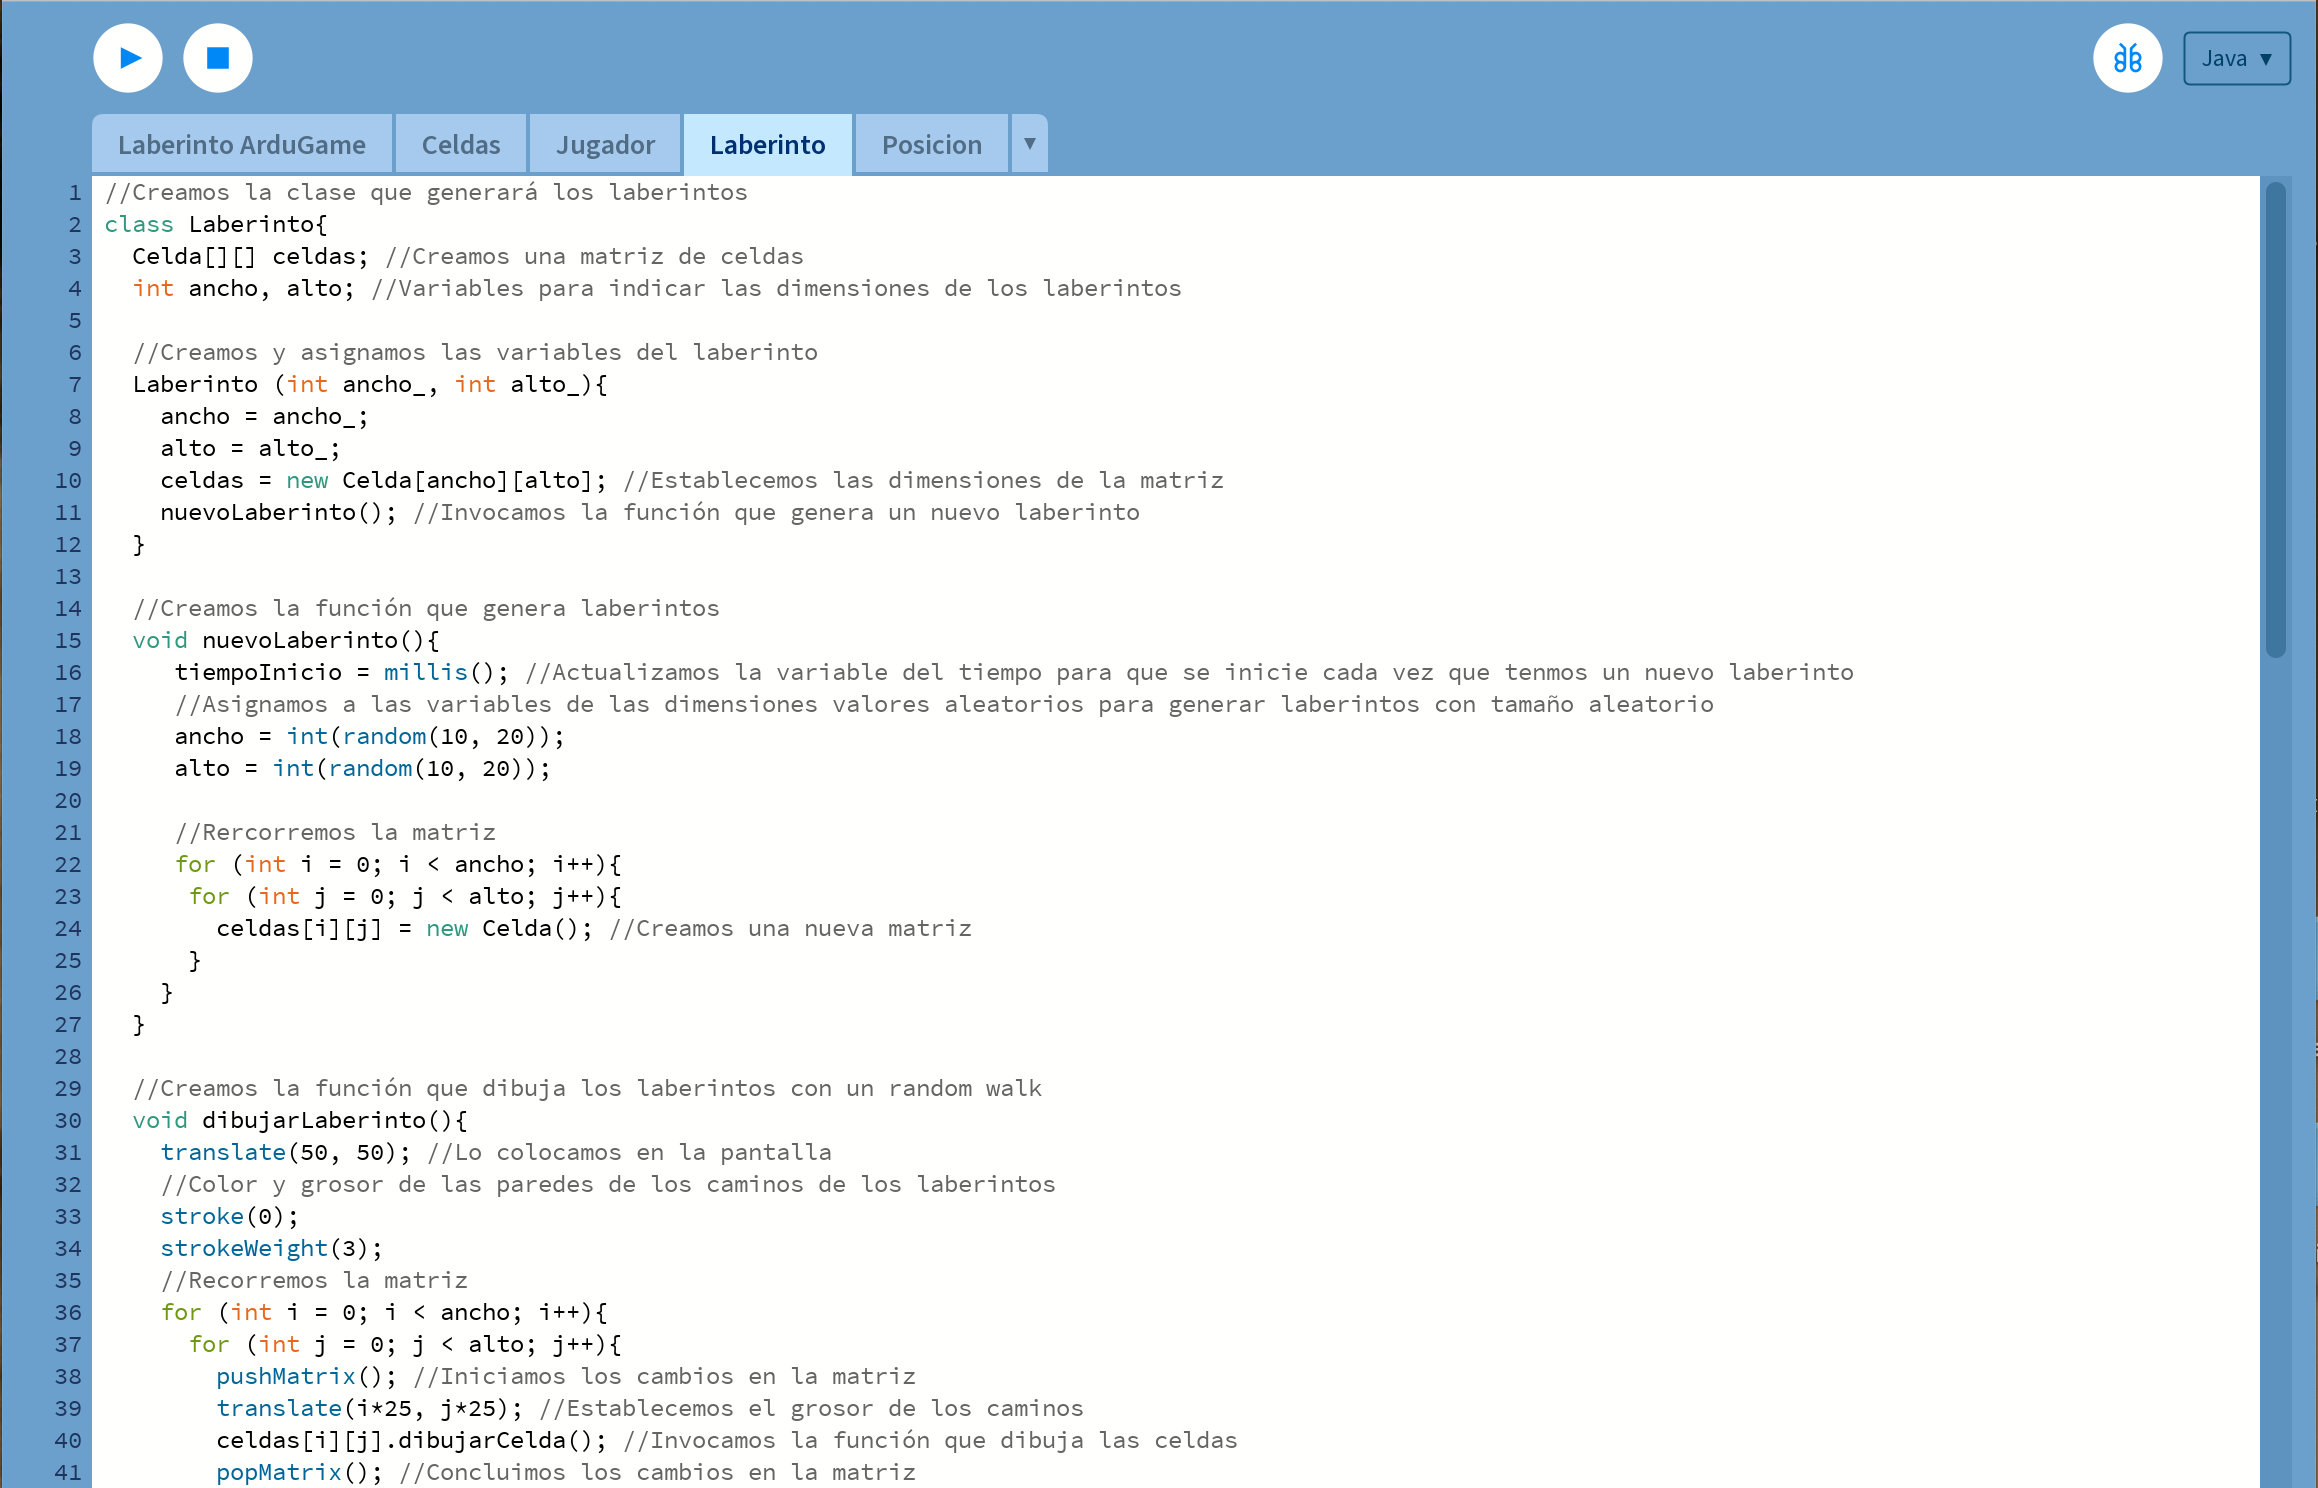 Java ▼
Laberinto ArduGame Celdas Jugador Laberinto Posicion ▼
1 //Creamos la clase que generará los laberintos
2 class Laberinto{
3   Celda[][] celdas; //Creamos una matriz de celdas
4   int ancho, alto; //Variables para indicar las dimensiones de los laberintos
5
6   //Creamos y asignamos las variables del laberinto
7   Laberinto (int ancho_, int alto_){
8     ancho = ancho_;
9     alto = alto_;
10     celdas = new Celda[ancho][alto]; //Establecemos las dimensiones de la matriz
11     nuevoLaberinto(); //Invocamos la función que genera un nuevo laberinto
12   }
13
14   //Creamos la función que genera laberintos
15   void nuevoLaberinto(){
16      tiempoInicio = millis(); //Actualizamos la variable del tiempo para que se inicie cada vez que tenmos un nuevo laberinto
17      //Asignamos a las variables de las dimensiones valores aleatorios para generar laberintos con tamaño aleatorio
18      ancho = int(random(10, 20));
19      alto = int(random(10, 20));
20
21      //Rercorremos la matriz
22      for (int i = 0; i < ancho; i++){
23       for (int j = 0; j < alto; j++){
24         celdas[i][j] = new Celda(); //Creamos una nueva matriz
25       }
26     }
27   }
28
29   //Creamos la función que dibuja los laberintos con un random walk
30   void dibujarLaberinto(){
31     translate(50, 50); //Lo colocamos en la pantalla
32     //Color y grosor de las paredes de los caminos de los laberintos
33     stroke(0);
34     strokeWeight(3);
35     //Recorremos la matriz
36     for (int i = 0; i < ancho; i++){
37       for (int j = 0; j < alto; j++){
38         pushMatrix(); //Iniciamos los cambios en la matriz
39         translate(i*25, j*25); //Establecemos el grosor de los caminos
40         celdas[i][j].dibujarCelda(); //Invocamos la función que dibuja las celdas
41         popMatrix(); //Concluimos los cambios en la matriz